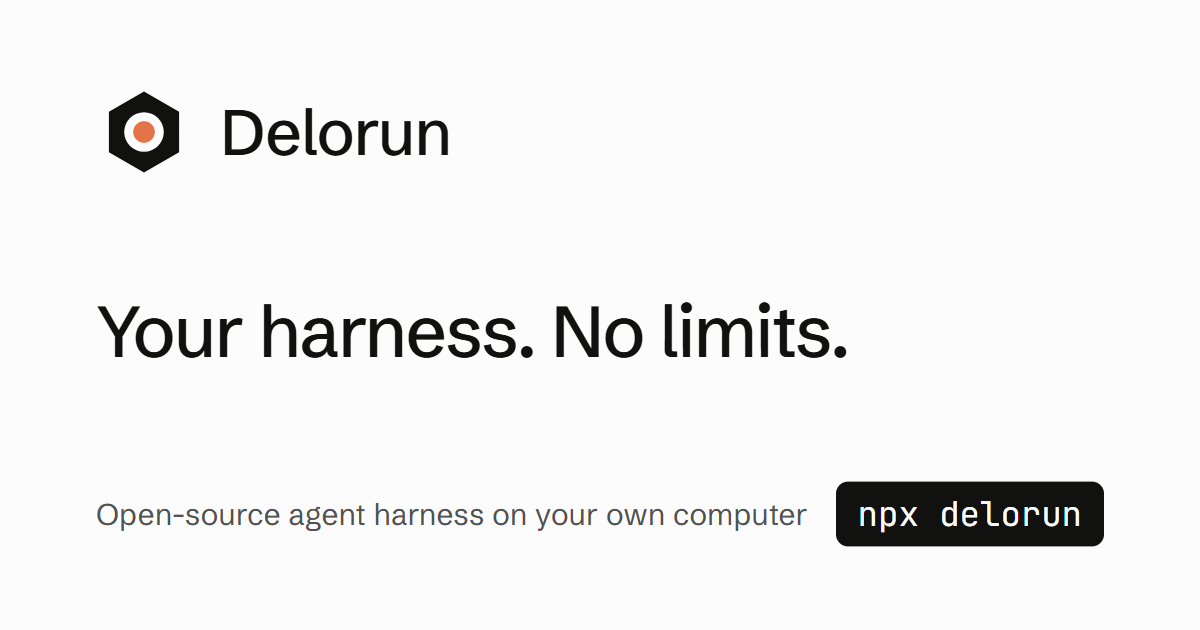 Delorun
Your harness. No limits.
Open-source agent harness on your own computer
npx delorun